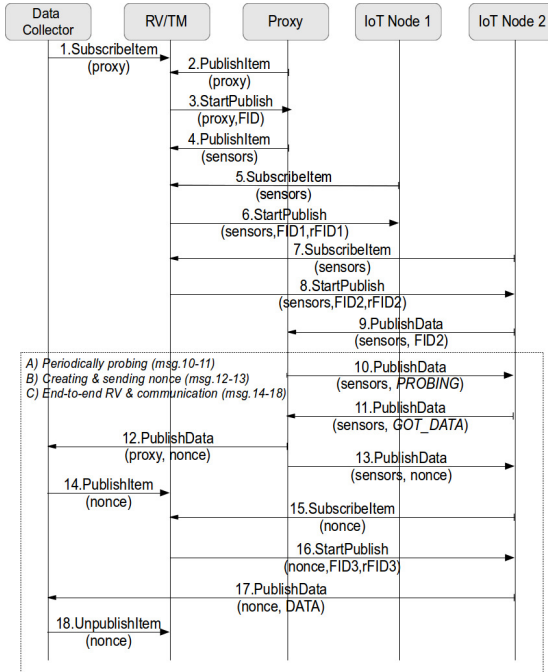 Data
Collector
RV/TM
Proxy
IoT Node 1
IoT Node 2
1.SubscribeItem
(proxy)
2.PublishItem
(proxy)
3.StartPublish
(proxy,FID)
4.PublishItem
(sensors)
5.SubscribeItem
(sensors)
6.StartPublish
(sensors,FID1,rFID1)
7.SubscribeItem
(sensors)
8.StartPublish
(sensors,FID2,rFID2)
9.PublishData
(sensors, FID2)
A) Periodically probing (msg.10-11)
B) Creating & sending nonce (msg.12-13)
C) End-to-end RV & communication (msg.14-18)
10.PublishData
(sensors, PROBING)
11.PublishData
(sensors, GOT_DATA)
12.PublishData
(proxy, nonce)
13.PublishData
(sensors, nonce)
14.PublishItem
(nonce)
15.SubscribeItem
(nonce)
16.StartPublish
(nonce,FID3,rFID3)
17.PublishData
(nonce, DATA)
18.UnpublishItem
(nonce)